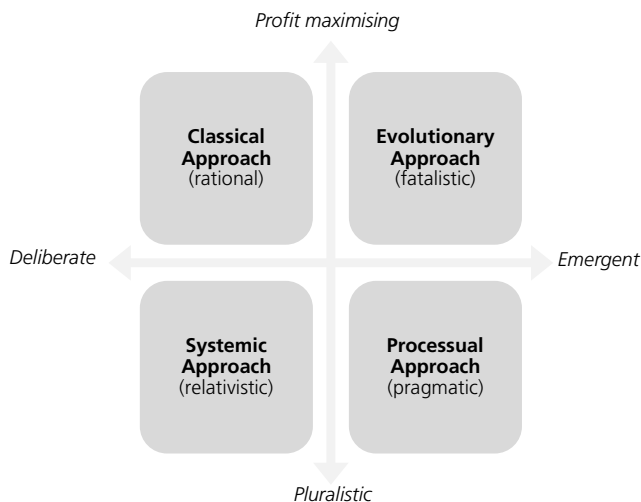 Profit maximising
Classical
Approach
(rational)
Evolutionary
Approach
(fatalistic)
Deliberate
Emergent
Systemic
Approach
(relativistic)
Processual
Approach
(pragmatic)
Pluralistic